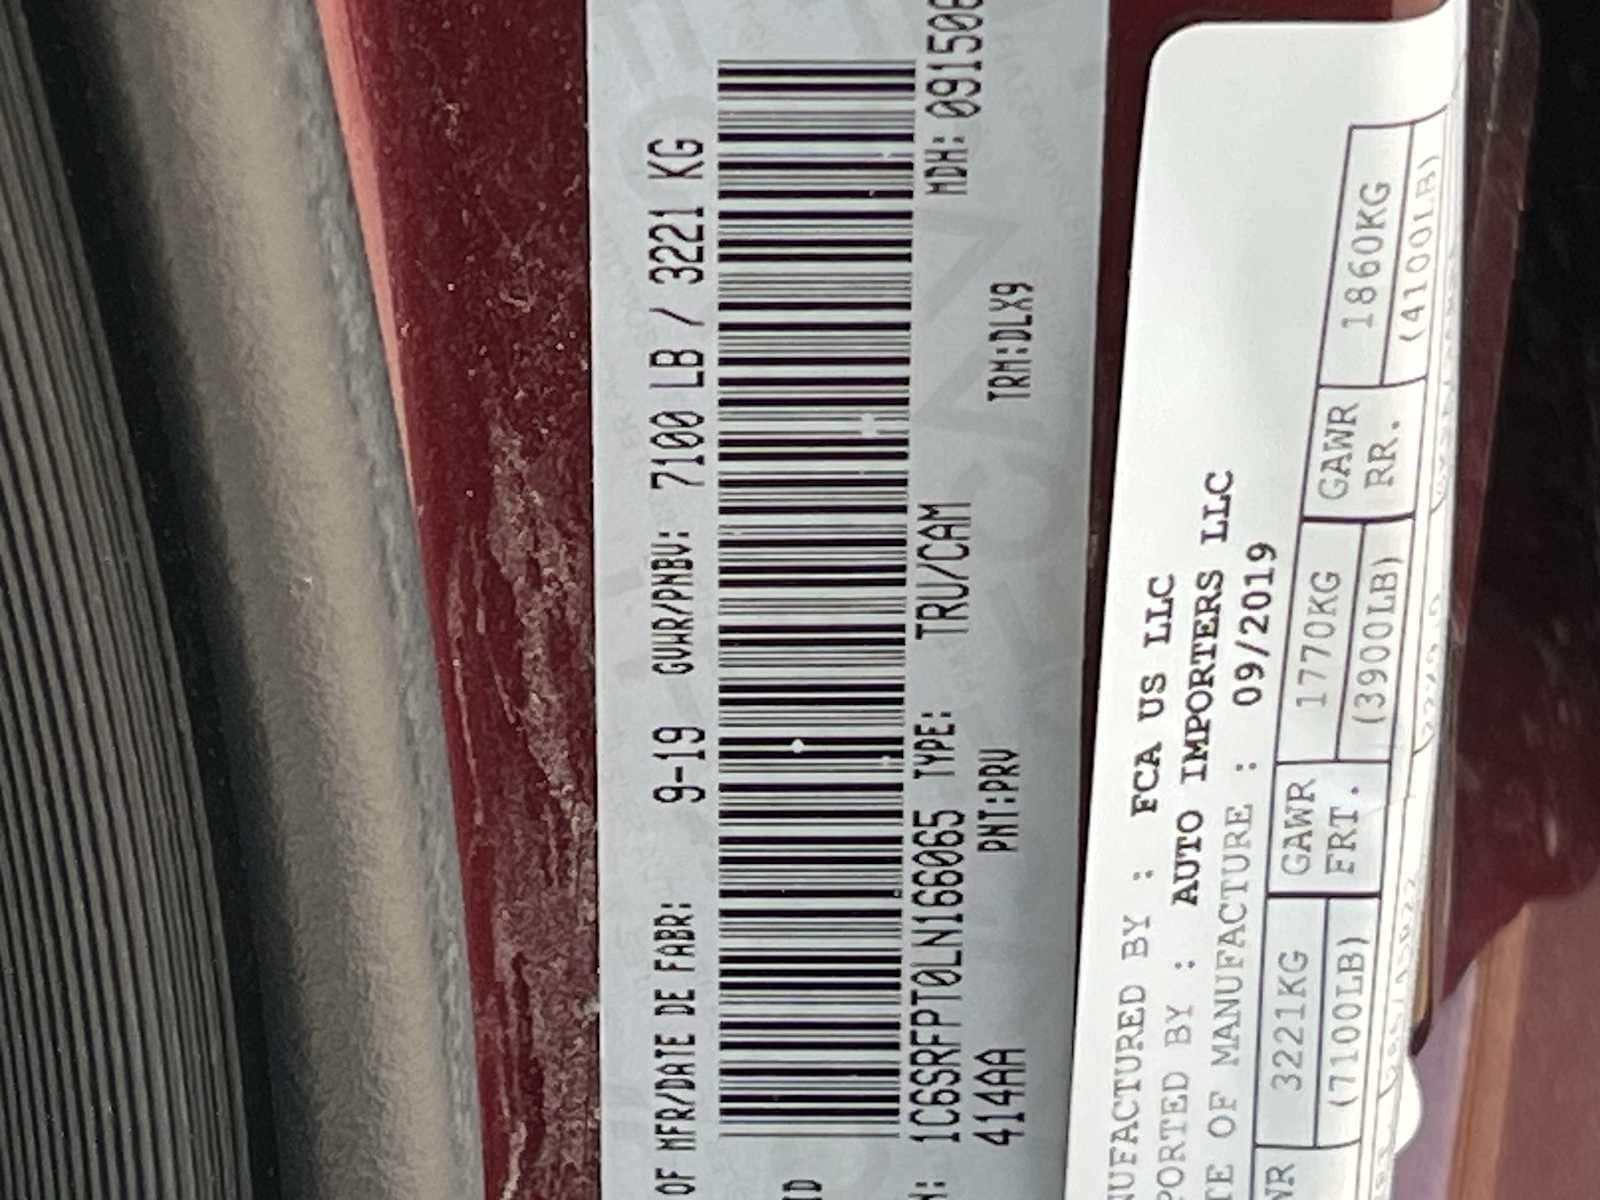 OF MFR/DATE DE FABR: 9-19 GVWR/PNBV: 7100 LB / 3221 KG
1C6SRFPT0LN166065 TYPE: TRU/CAM MDH: 091508
414AA PNT:PRV TRM:DLX9
NUFACTURED BY : FCA US LLC
PORTED BY : AUTO IMPORTERS LLC
TE OF MANUFACTURE : 09/2019
WR 3221KG GAWR 1770KG GAWR 1860KG
(7100LB) FRT. (3900LB) RR. (4100LB)